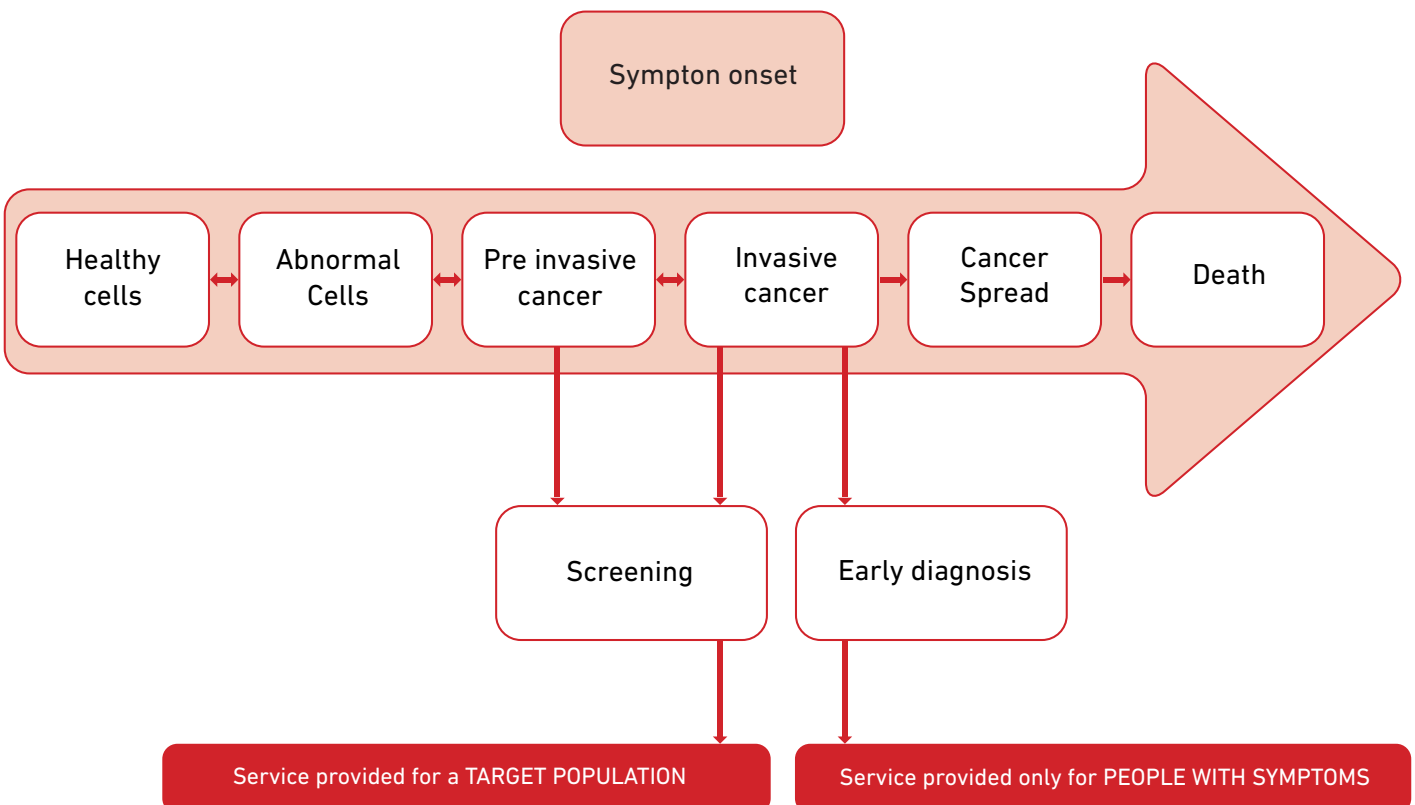 Sympton onset
Healthy
cells
Abnormal
Cells
Pre invasive
cancer
Invasive
cancer
Cancer
Spread
Death
Screening
Early diagnosis
Service provided for a TARGET POPULATION
Service provided only for PEOPLE WITH SYMPTOMS